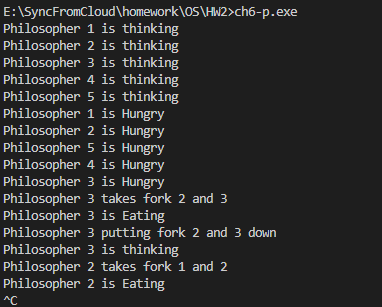 E:\SyncFromCloud\homework\OS\HW2>ch6-p.exe
Philosopher 1 is thinking
Philosopher 2 is thinking
Philosopher 3 is thinking
Philosopher 4 is thinking
Philosopher 5 is thinking
Philosopher 1 is Hungry
Philosopher 2 is Hungry
Philosopher 5 is Hungry
Philosopher 4 is Hungry
Philosopher 3 is Hungry
Philosopher 3 takes fork 2 and 3
Philosopher 3 is Eating
Philosopher 3 putting fork 2 and 3 down
Philosopher 3 is thinking
Philosopher 2 takes fork 1 and 2
Philosopher 2 is Eating
^C